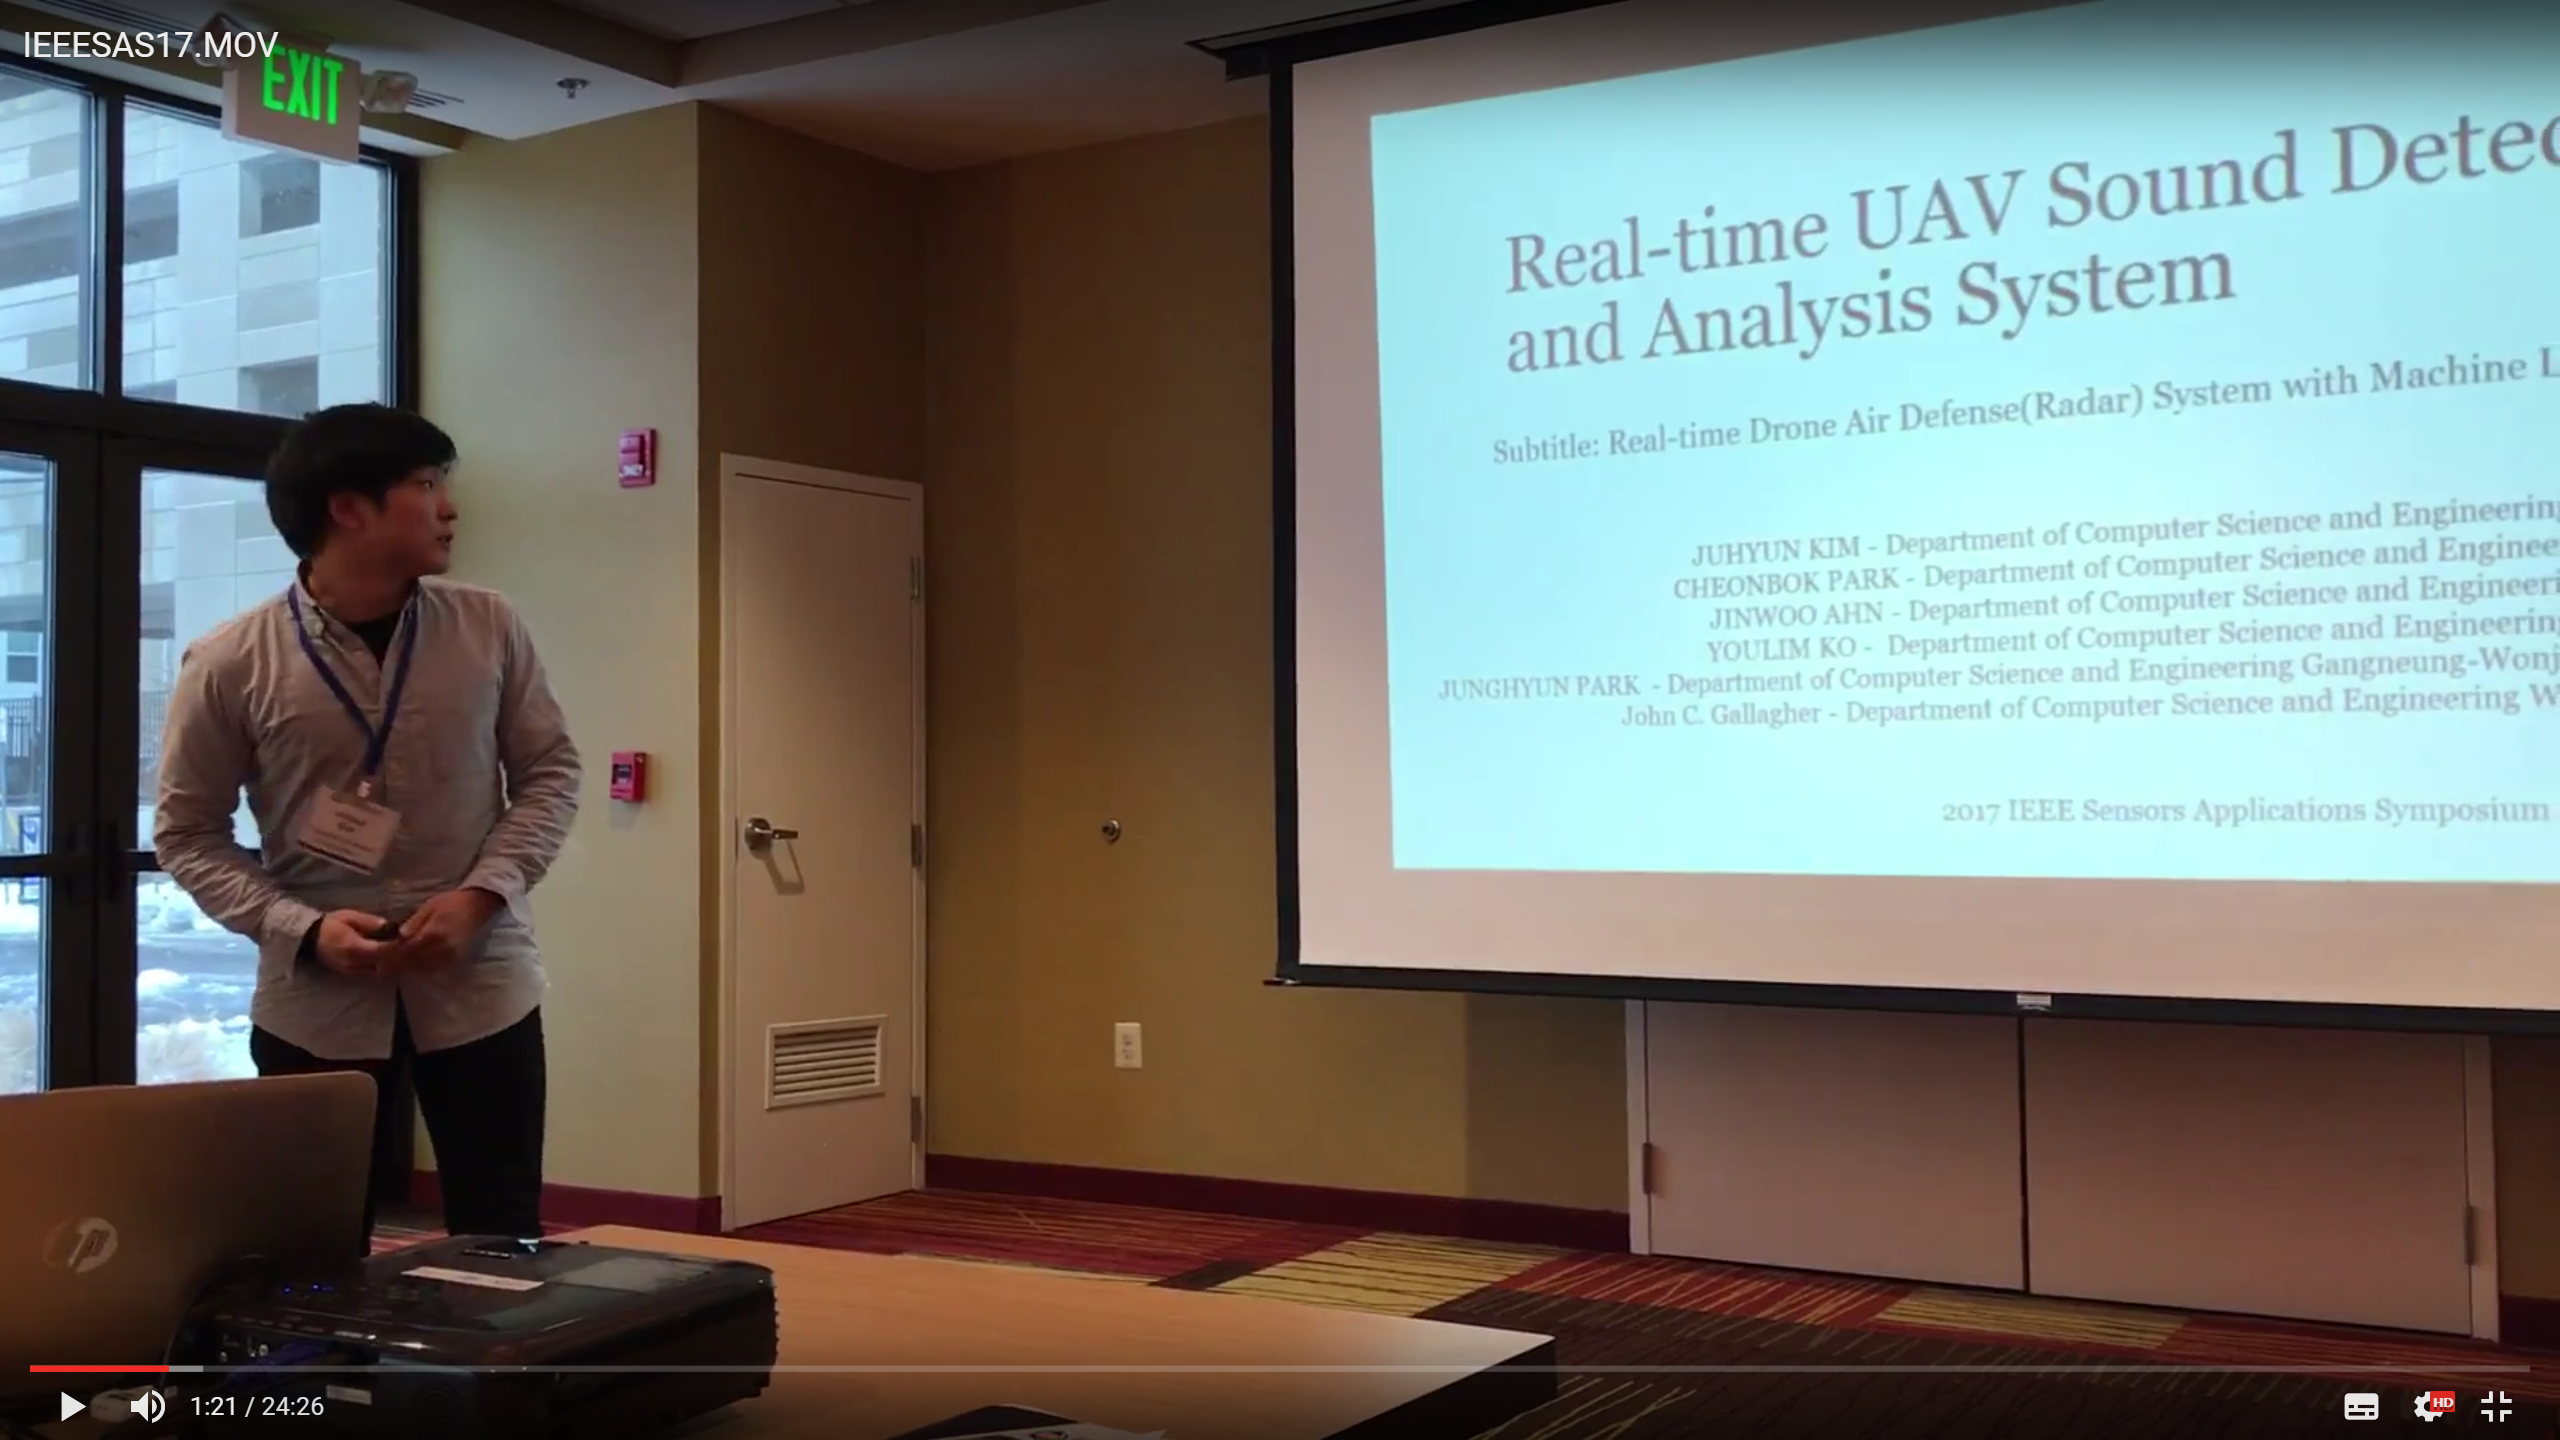 IEEESAS17.MOV
EXIT
Real-time UAV Sound Detec
and Analysis System
Subtitle: Real-time Drone Air Defense(Radar) System with Machine L
JUHYUN KIM - Department of Computer Science and Engineering
CHEONBOK PARK - Department of Computer Science and Enginee
JINWOO AHN - Department of Computer Science and Engineeri
YOULIM KO - Department of Computer Science and Engineering
JUNGHYUN PARK - Department of Computer Science and Engineering Gangneung-Wonj
John C. Gallagher - Department of Computer Science and Engineering W
2017 IEEE Sensors Applications Symposium
hp
1:21 / 24:26
HD